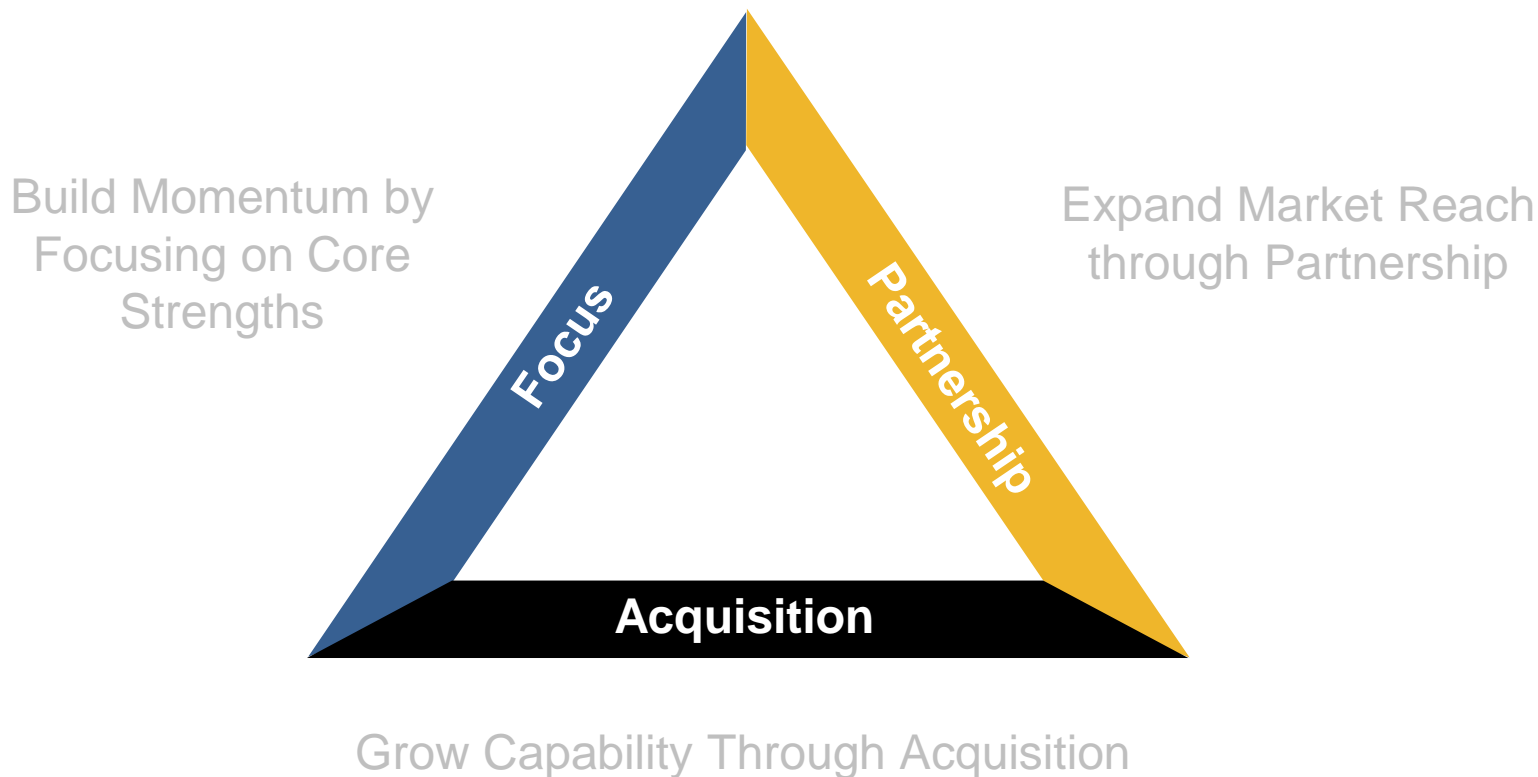 Build Momentum by
Focusing on Core
Strengths
Expand Market Reach
through Partnership
Focus
Partnership
Acquisition
Grow Capability Through Acquisition